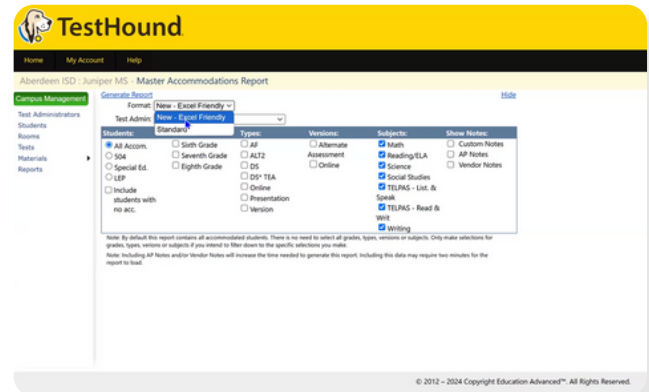 TestHound
Home My Account Help
Aberdeen ISD : Juniper MS - Master Accommodations Report
Campus Management
Test Administrators
Students
Rooms
Tests
Materials
Reports
Generate Report Hide
Format: New - Excel Friendly
New - Excel Friendly
Standard
Test Admin:
Students: Types: Versions: Subjects: Show Notes:
All Accom.
504
Special Ed.
LEP
Include
students with
no acc.
Sixth Grade
Seventh Grade
Eighth Grade
AF
ALT2
DS
DS* TEA
Online
Presentation
Version
Alternate
Assessment
Online
Math
Reading/ELA
Science
Social Studies
TELPAS - List. &
Speak
TELPAS - Read &
Writ
Writing
Custom Notes
AP Notes
Vendor Notes
Note: By default this report contains all accommodated students. There is no need to select all grades, types, versions or subjects. Only make selections for
grades, types, verions or subjects if you intend to filter down to the specific selections you make.
Note: Including AP Notes and/or Vendor Notes will increase the time needed to generate this report. Including this data may require two minutes for the
report to load.
© 2012 – 2024 Copyright Education Advanced™. All Rights Reserved.